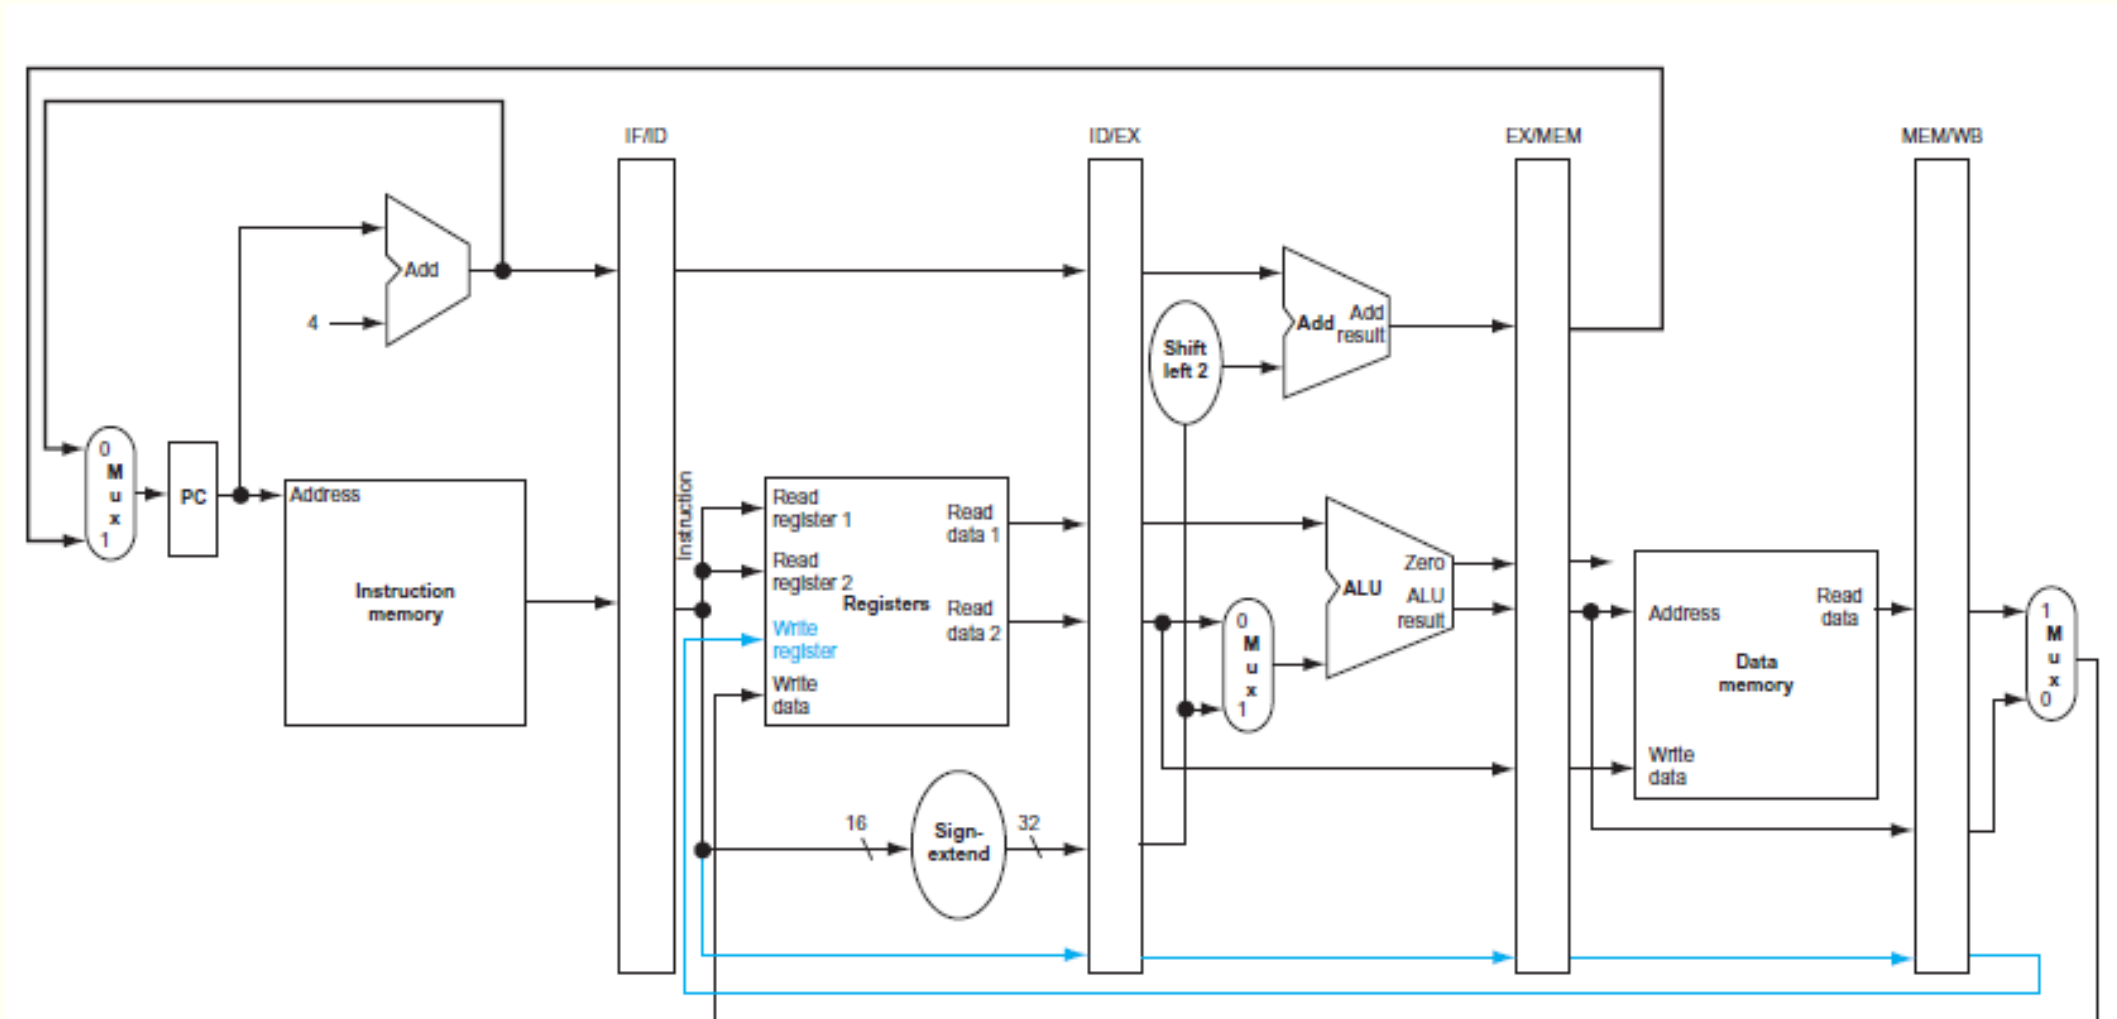 IF/ID
ID/EX
EX/MEM
MEM/WB
Add
4
Add
Add
result
Shift
left 2
0
M
u
x
1
PC
Address
Instruction
memory
Instruction
Read
register 1
Read
register 2
Write
register
Write
data
Registers
Read
data 1
Read
data 2
16
Sign-
extend
32
0
M
u
x
1
Zero
ALU
ALU
result
Address
Read
data
Data
memory
Write
data
1
M
u
x
0